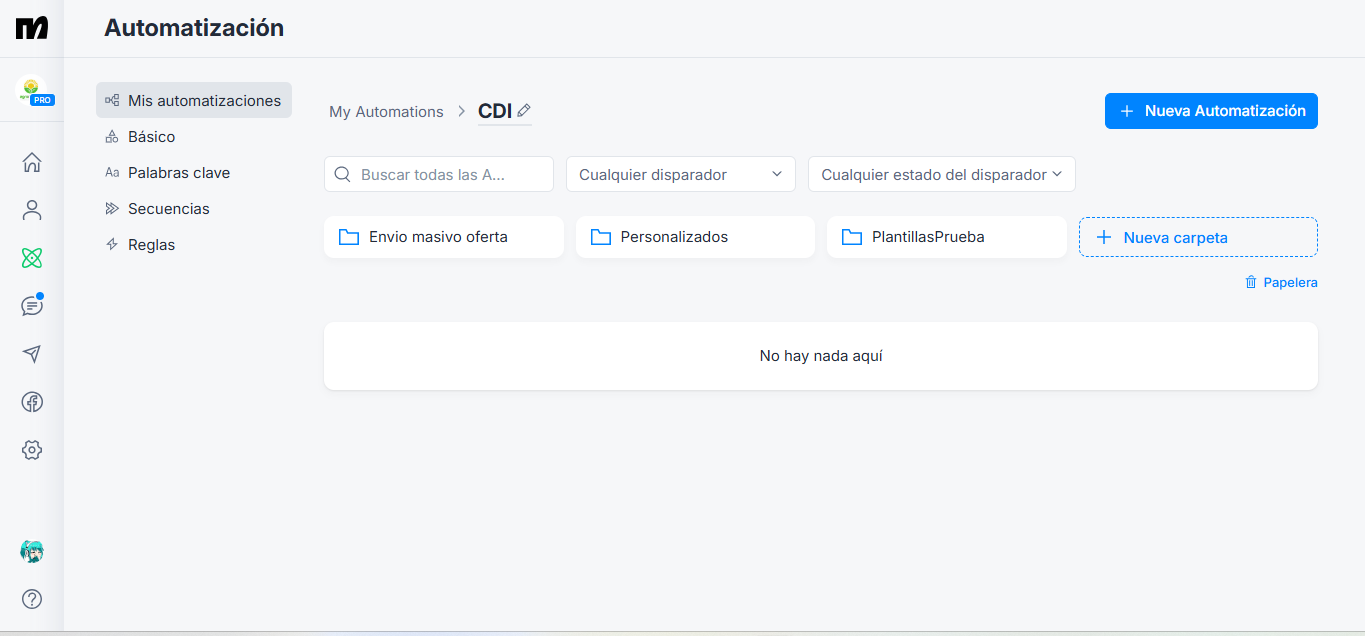 Automatización
PRO
Mis automatizaciones
Básico
Aa Palabras clave
Secuencias
Reglas
My Automations > CDI
+ Nueva Automatización
Buscar todas las A...
Cualquier disparador
Cualquier estado del disparador
Envio masivo oferta
Personalizados
PlantillasPrueba
+ Nueva carpeta
Papelera
No hay nada aquí